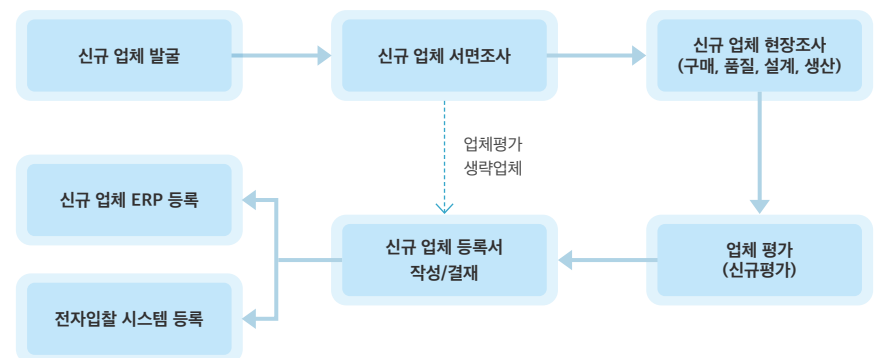 신규 업체 발굴
신규 업체 서면조사
신규 업체 현장조사
(구매, 품질, 설계, 생산)
업체평가
생략업체
업체 평가
(신규평가)
신규 업체 등록서
작성/결재
신규 업체 ERP 등록
전자입찰 시스템 등록